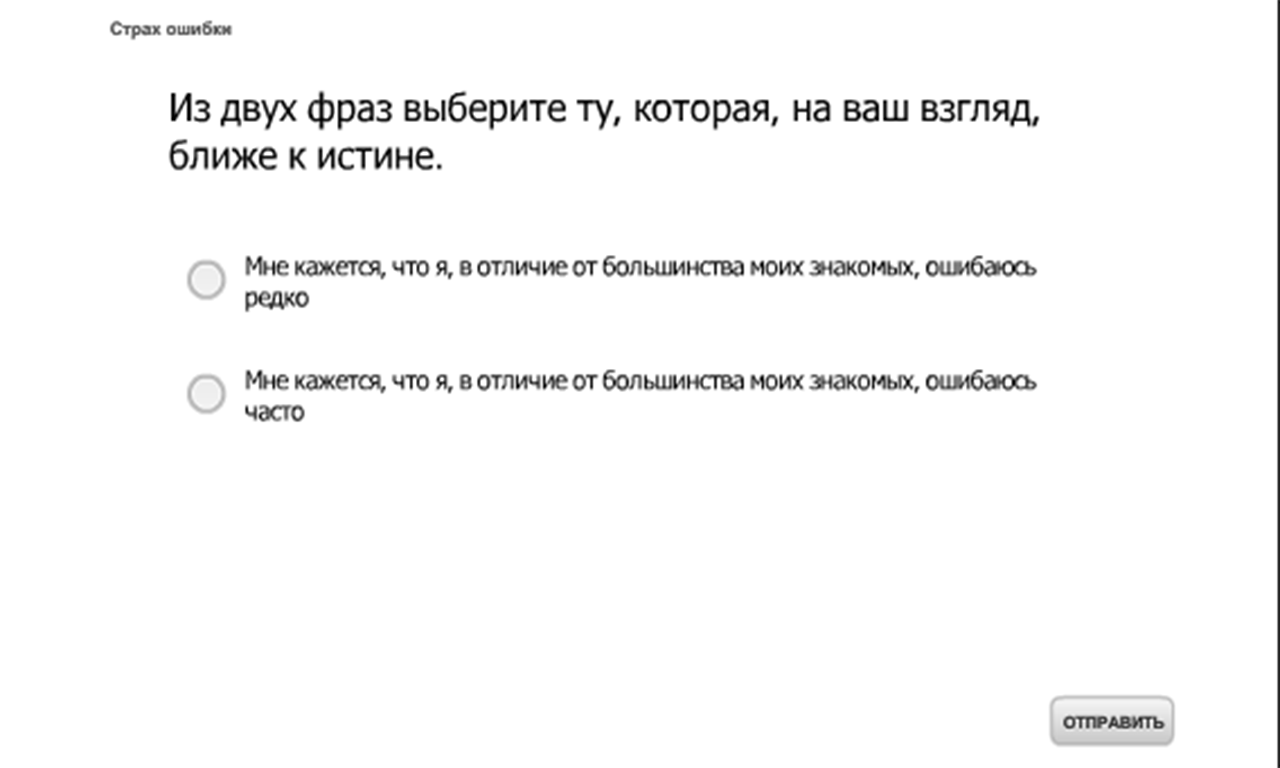 Страх ошибки
Из двух фраз выберите ту, которая, на ваш взгляд,
ближе к истине.
Мне кажется, что я, в отличие от большинства моих знакомых, ошибаюсь
редко
Мне кажется, что я, в отличие от большинства моих знакомых, ошибаюсь
часто
ОТПРАВИТЬ